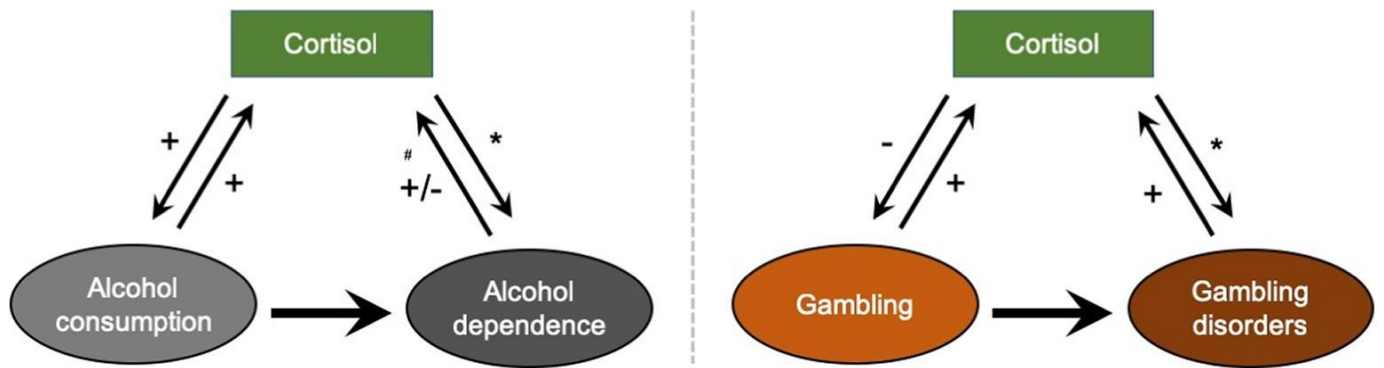 Cortisol
+
+
#
+/-
*
Alcohol
consumption
Alcohol
dependence
Cortisol
-
+
+
*
Gambling
Gambling
disorders